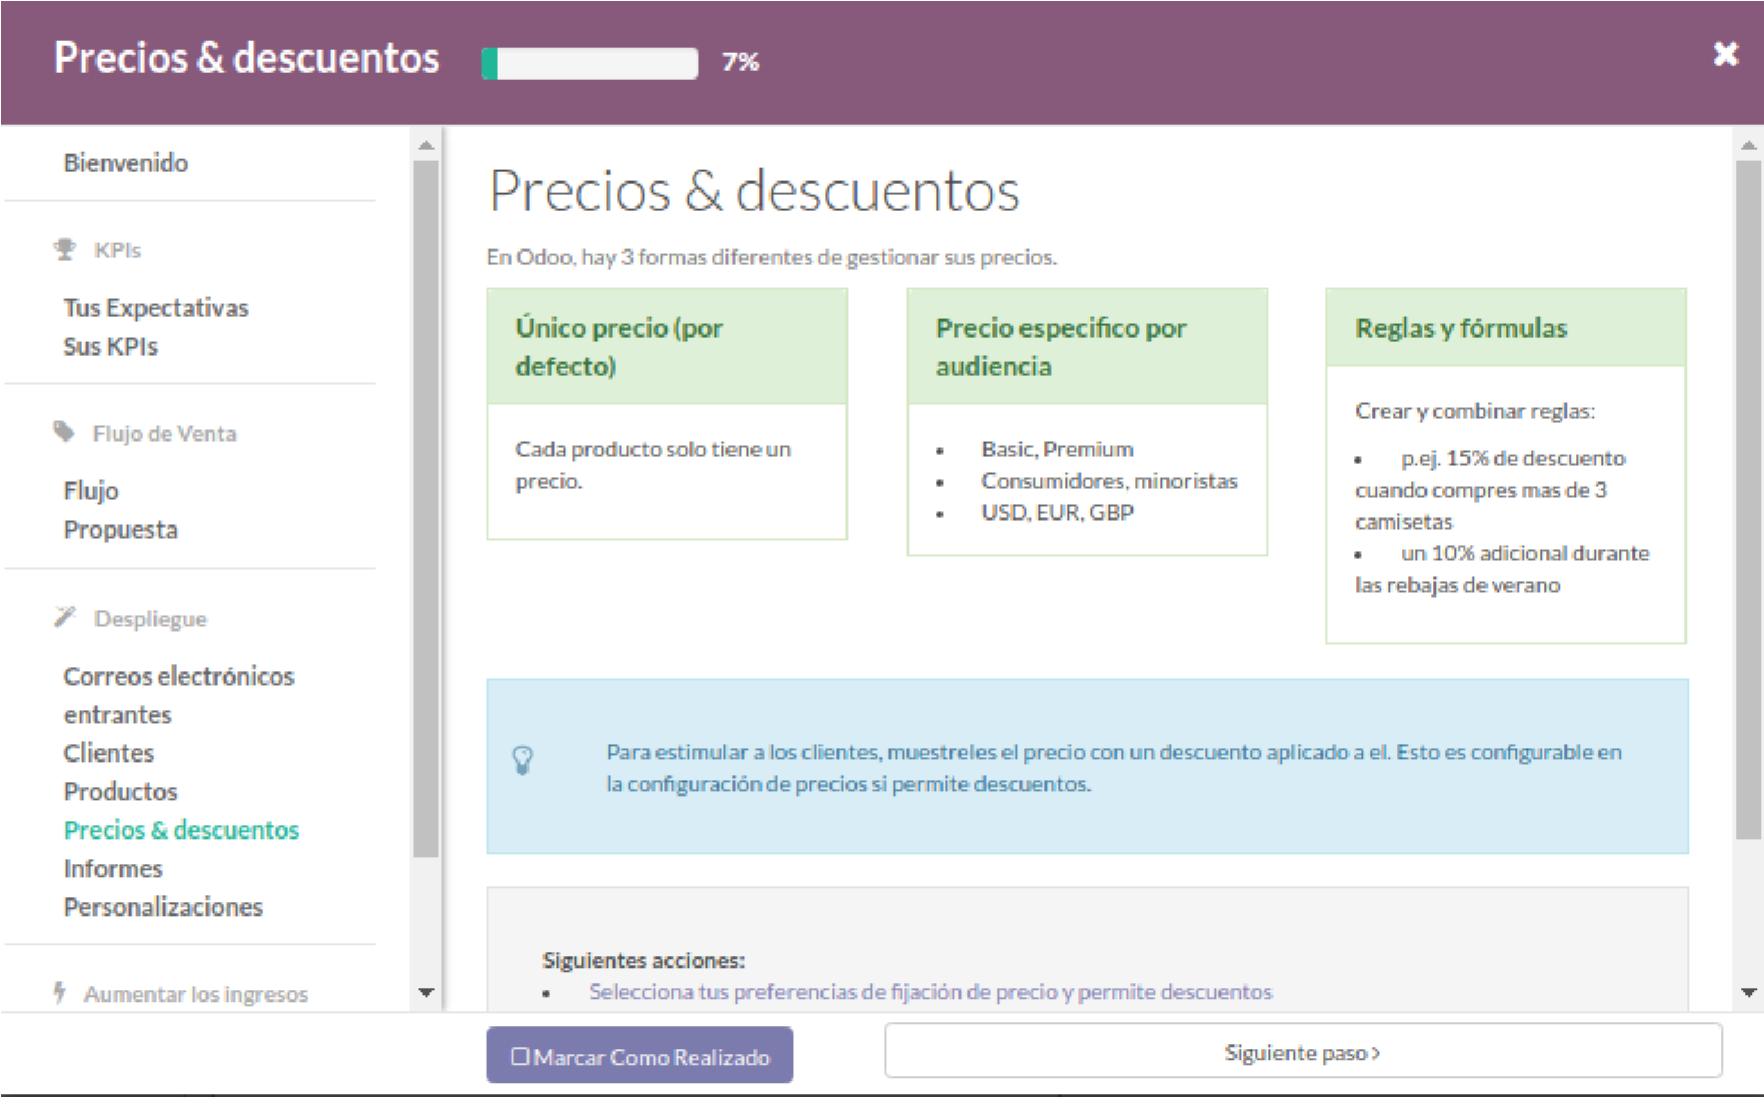 Precios & descuentos
7%
Bienvenido
KPIs
Tus Expectativas
Sus KPIs
Flujo de Venta
Flujo
Propuesta
Despliegue
Correos electrónicos
entrantes
Clientes
Productos
Precios & descuentos
Informes
Personalizaciones
Aumentar los ingresos
Precios & descuentos
En Odoo, hay 3 formas diferentes de gestionar sus precios.
Único precio (por
defecto)
Cada producto solo tiene un
precio.
Precio especifico por
audiencia
• Basic, Premium
• Consumidores, minoristas
• USD, EUR, GBP
Reglas y fórmulas
Crear y combinar reglas:
• p.ej. 15% de descuento
cuando compres mas de 3
camisetas
• un 10% adicional durante
las rebajas de verano
Para estimular a los clientes, muestreles el precio con un descuento aplicado a el. Esto es configurable en
la configuración de precios si permite descuentos.
Siguientes acciones:
• Selecciona tus preferencias de fijación de precio y permite descuentos
Marcar Como Realizado
Siguiente paso >